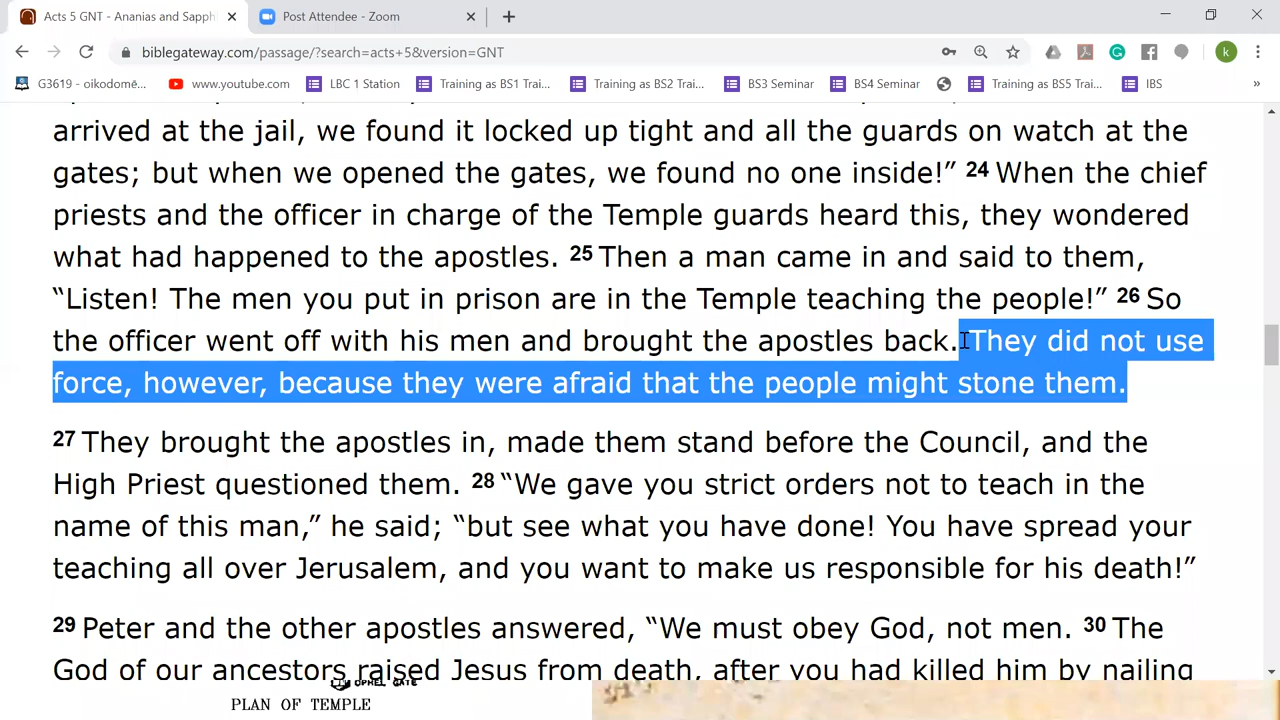 Acts 5 GNT - Ananias and Sapph
Post Attendee - Zoom
biblegateway.com/passage/?search=acts+5&version=GNT
k
G3619 - oikodomē...
www.youtube.com
LBC 1 Station
Training as BS1 Trai...
Training as BS2 Trai...
BS3 Seminar
BS4 Seminar
Training as BS5 Trai...
IBS
»
arrived at the jail, we found it locked up tight and all the guards on watch at the
gates; but when we opened the gates, we found no one inside!” 24 When the chief
priests and the officer in charge of the Temple guards heard this, they wondered
what had happened to the apostles. 25 Then a man came in and said to them,
“Listen! The men you put in prison are in the Temple teaching the people!” 26 So
the officer went off with his men and brought the apostles back. They did not use
force, however, because they were afraid that the people might stone them.
27 They brought the apostles in, made them stand before the Council, and the
High Priest questioned them. 28 “We gave you strict orders not to teach in the
name of this man,” he said; “but see what you have done! You have spread your
teaching all over Jerusalem, and you want to make us responsible for his death!”
29 Peter and the other apostles answered, “We must obey God, not men. 30 The
God of our ancestors raised Jesus from death, after you had killed him by nailing
OPHEL GATE
PLAN OF TEMPLE